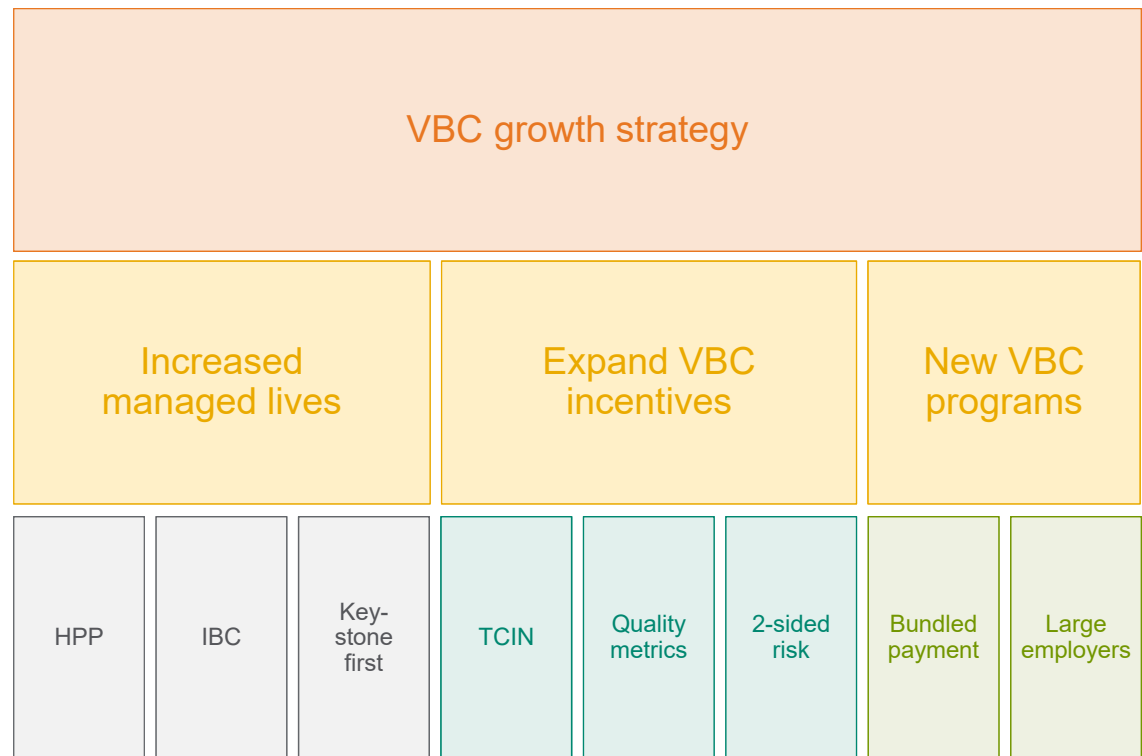 VBC growth strategy
Increased
managed lives
Expand VBC
incentives
New VBC
programs
HPP
IBC
Key-
stone
first
TCIN
Quality
metrics
2-sided
risk
Bundled
payment
Large
employers